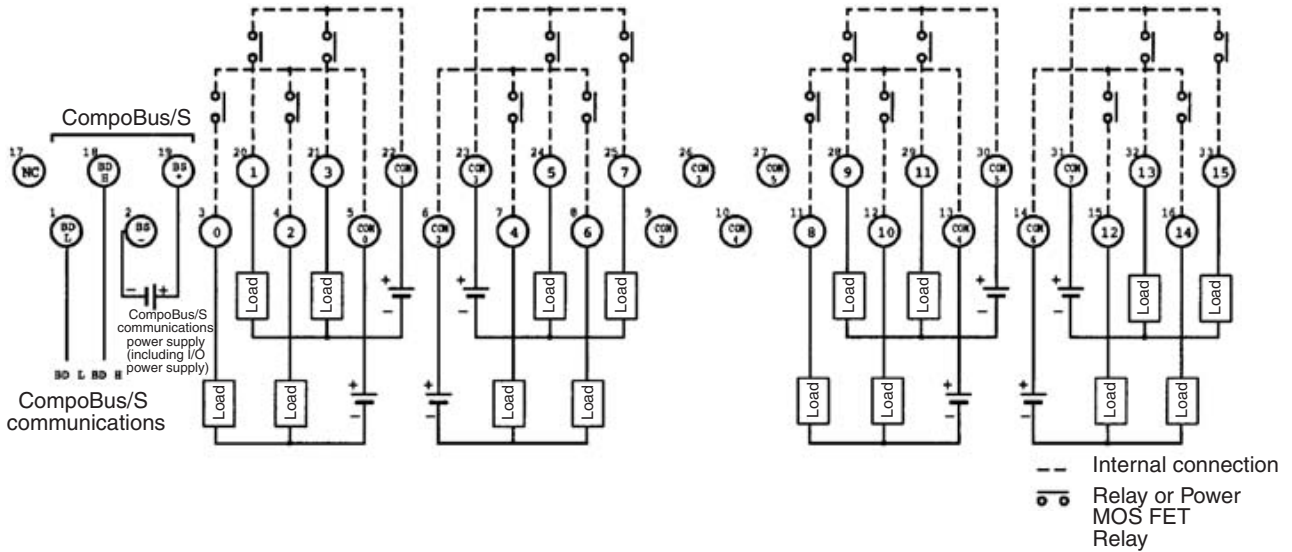 CompoBus/S
17 18 19 20 21 22 23 24 25 26 27 28 29 30 31 32 33
NC BD H BS + 1 3 COM 1 COM 3 5 7 COM 3 COM 5 9 11 COM 5 COM 7 13 15
1 2 3 4 5 6 7 8 9 10 11 12 13 14 15 16
BD L BS – 0 2 COM 0 COM 2 4 6 COM 2 COM 4 8 10 COM 4 COM 6 12 14
Load Load + – + – Load Load Load Load + – + – Load Load
– +
CompoBus/S
communications
power supply
(including I/O
power supply)
BD L BD H
CompoBus/S
communications
Load Load + – + – Load Load Load Load + – + – Load Load
Internal connection
Relay or Power
MOS FET
Relay